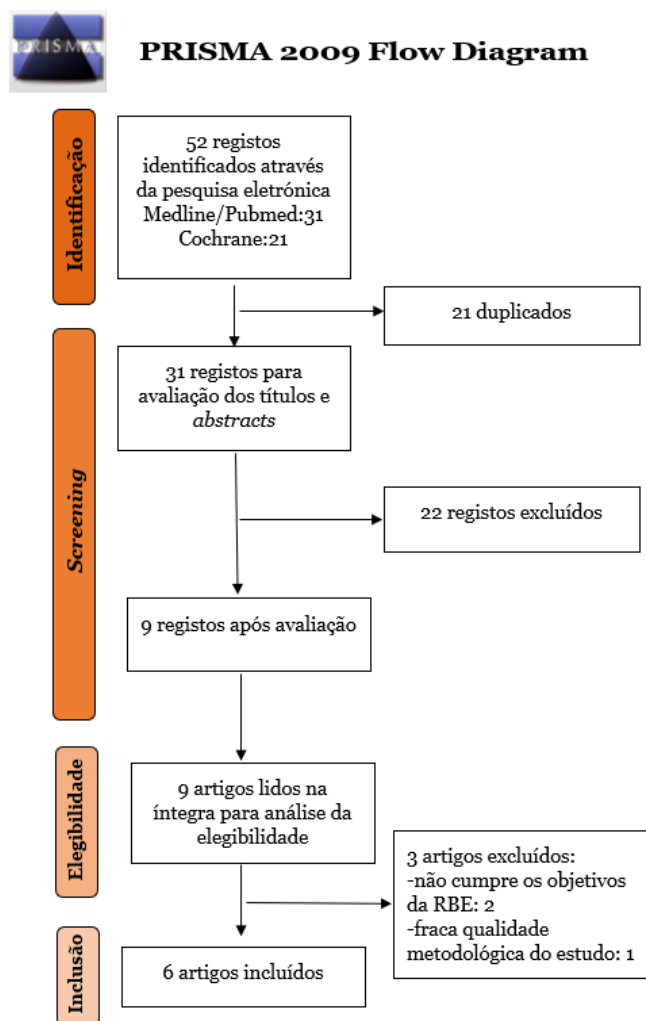 PRISMA
PRISMA 2009 Flow Diagram
Identificação
52 registos
identificados através
da pesquisa eletrónica
Medline/Pubmed:31
Cochrane:21
21 duplicados
Screening
31 registos para
avaliação dos títulos e
abstracts
22 registos excluídos
9 registos após avaliação
Elegibilidade
9 artigos lidos na
íntegra para análise da
elegibilidade
3 artigos excluídos:
-não cumpre os objetivos
da RBE: 2
-fraca qualidade
metodológica do estudo: 1
Inclusão
6 artigos incluídos